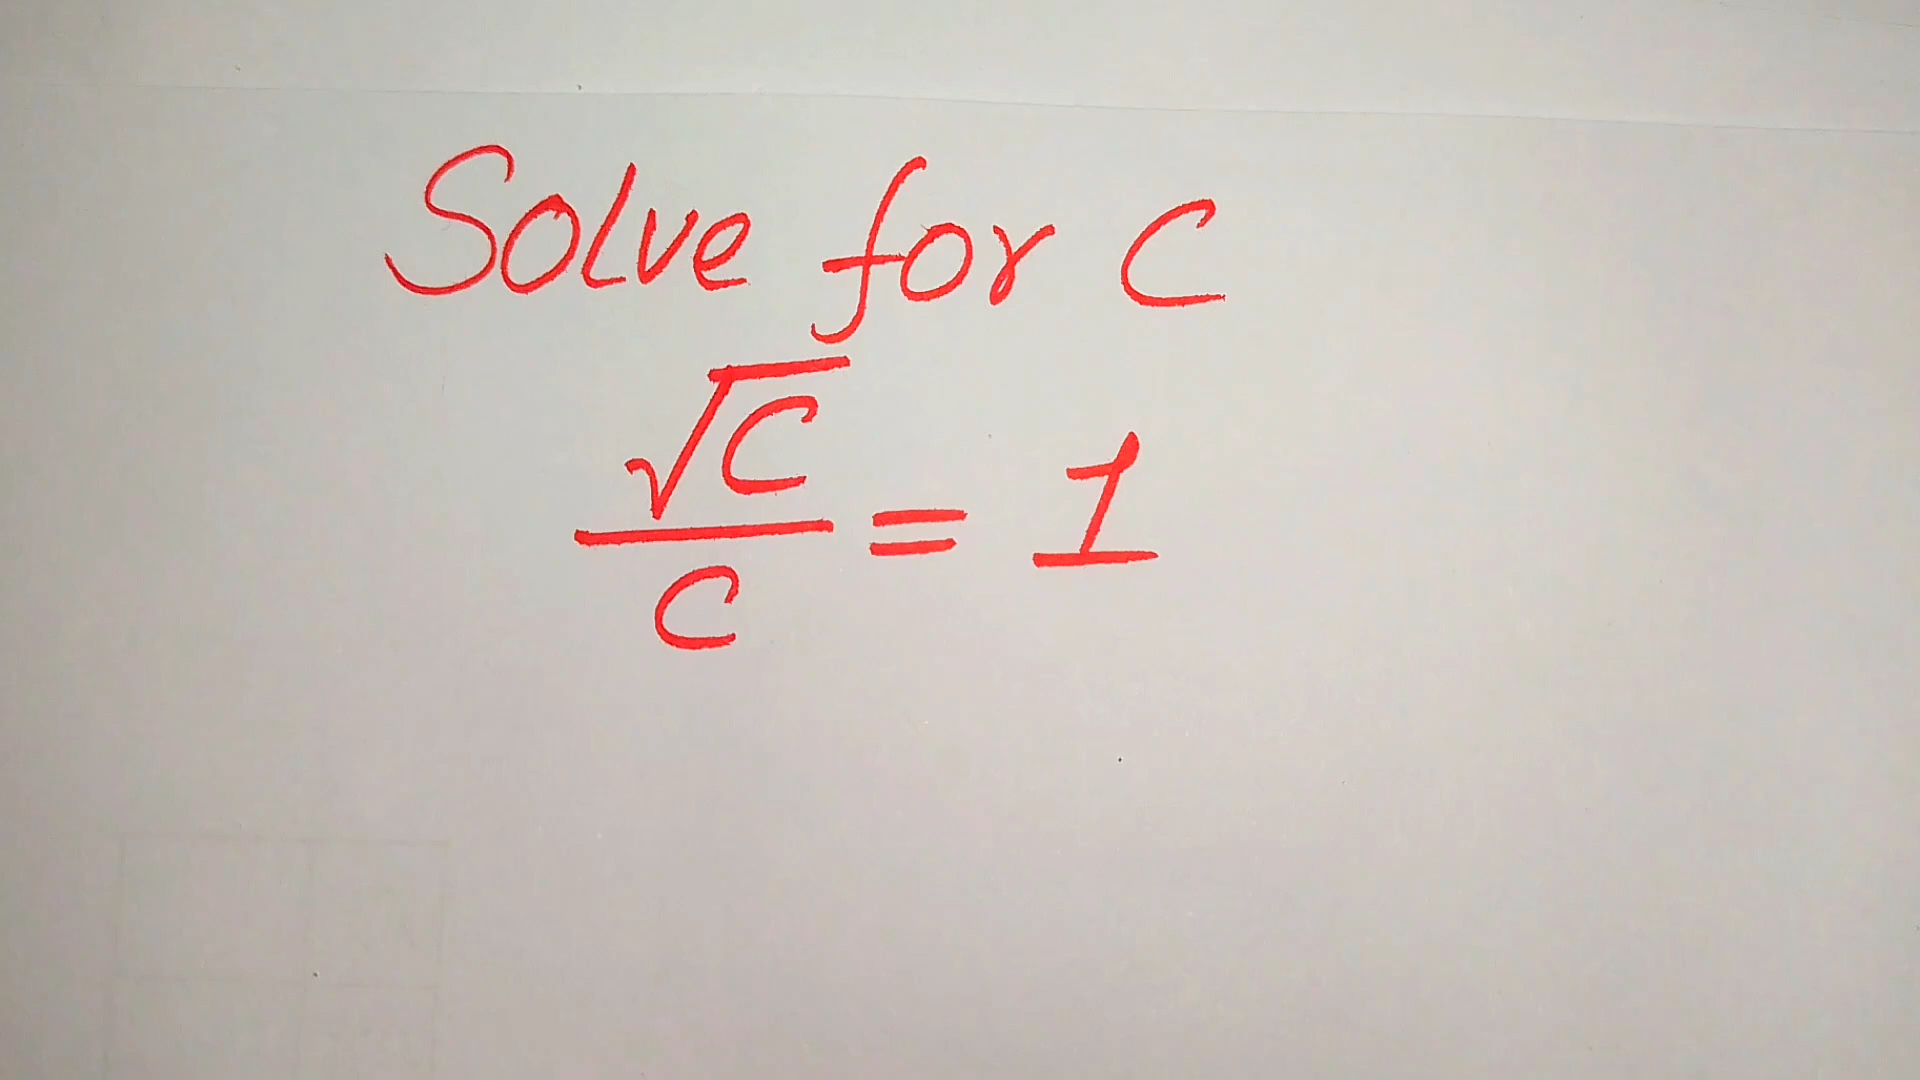 Solve for C
√C/C = 1